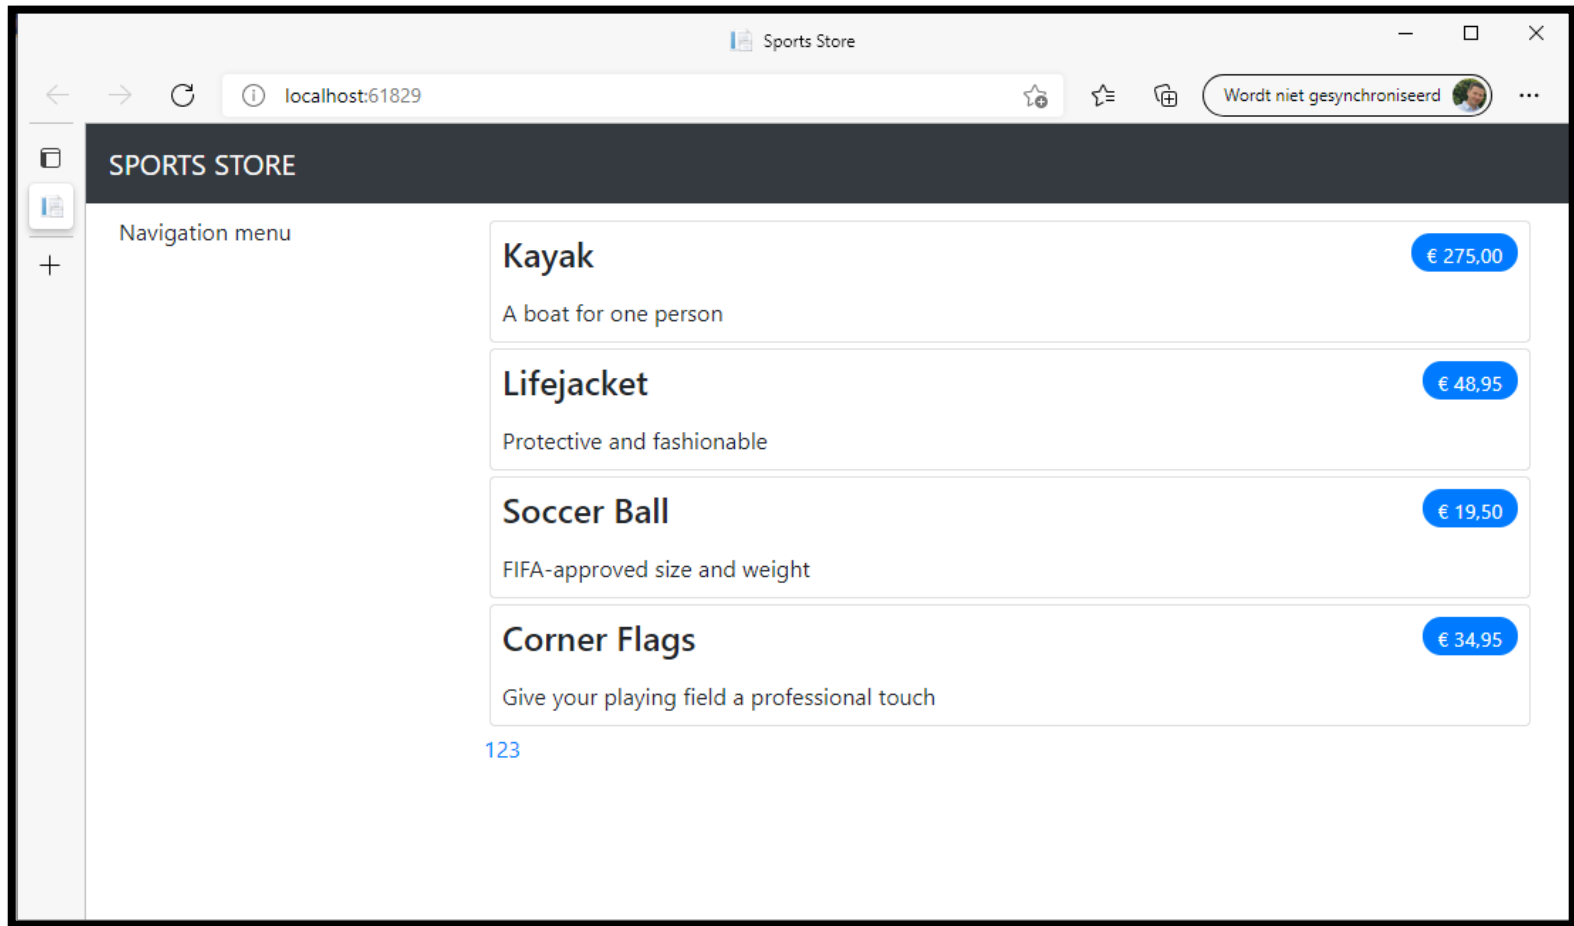 Sports Store
localhost:61829
Wordt niet gesynchroniseerd
SPORTS STORE
Navigation menu
Kayak
€ 275,00
A boat for one person
Lifejacket
€ 48,95
Protective and fashionable
Soccer Ball
€ 19,50
FIFA-approved size and weight
Corner Flags
€ 34,95
Give your playing field a professional touch
123